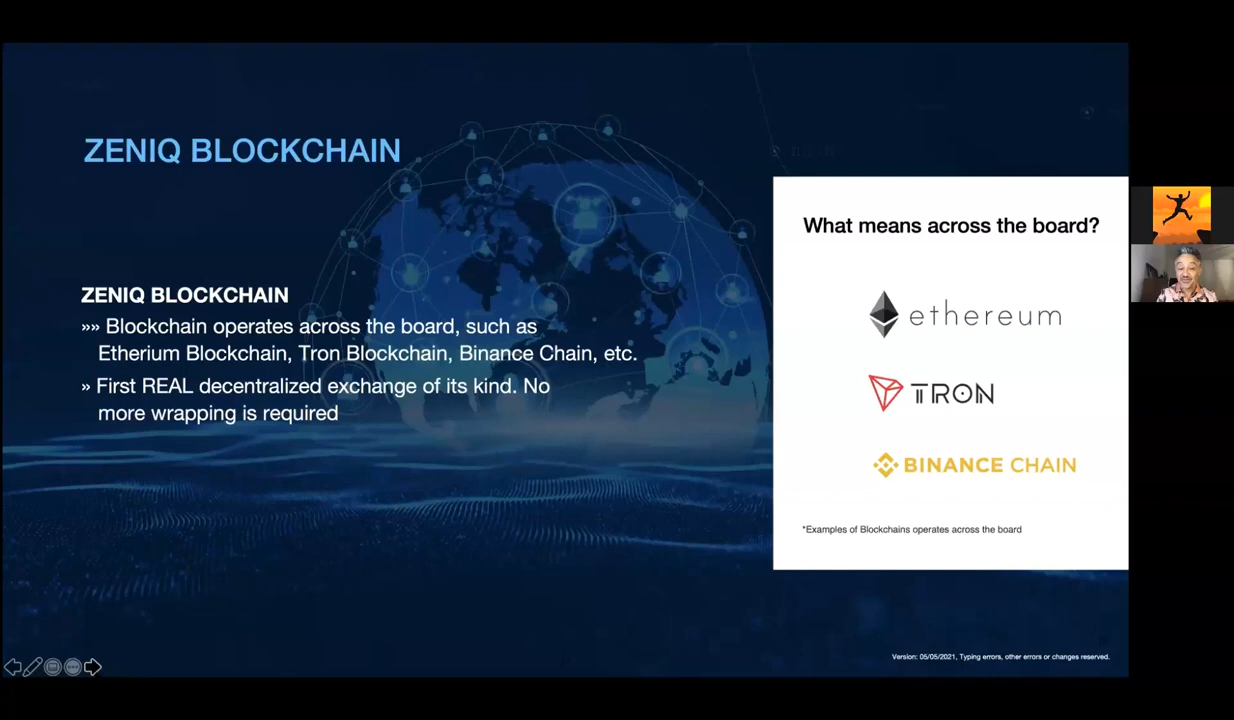 ZENIQ BLOCKCHAIN
ZENIQ BLOCKCHAIN
»» Blockchain operates across the board, such as
Etherium Blockchain, Tron Blockchain, Binance Chain, etc.
» First REAL decentralized exchange of its kind. No
more wrapping is required
What means across the board?
ethereum
TRON
BINANCE CHAIN
*Examples of Blockchains operates across the board
Version: 05/05/2021, Typing errors, other errors or changes reserved.